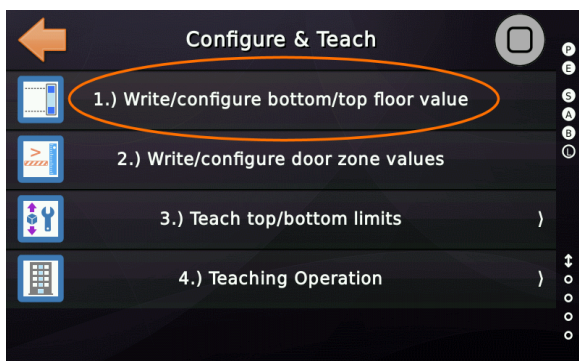 Configure & Teach
1.) Write/configure bottom/top floor value
2.) Write/configure door zone values
3.) Teach top/bottom limits
4.) Teaching Operation
P
E
S
A
B
L